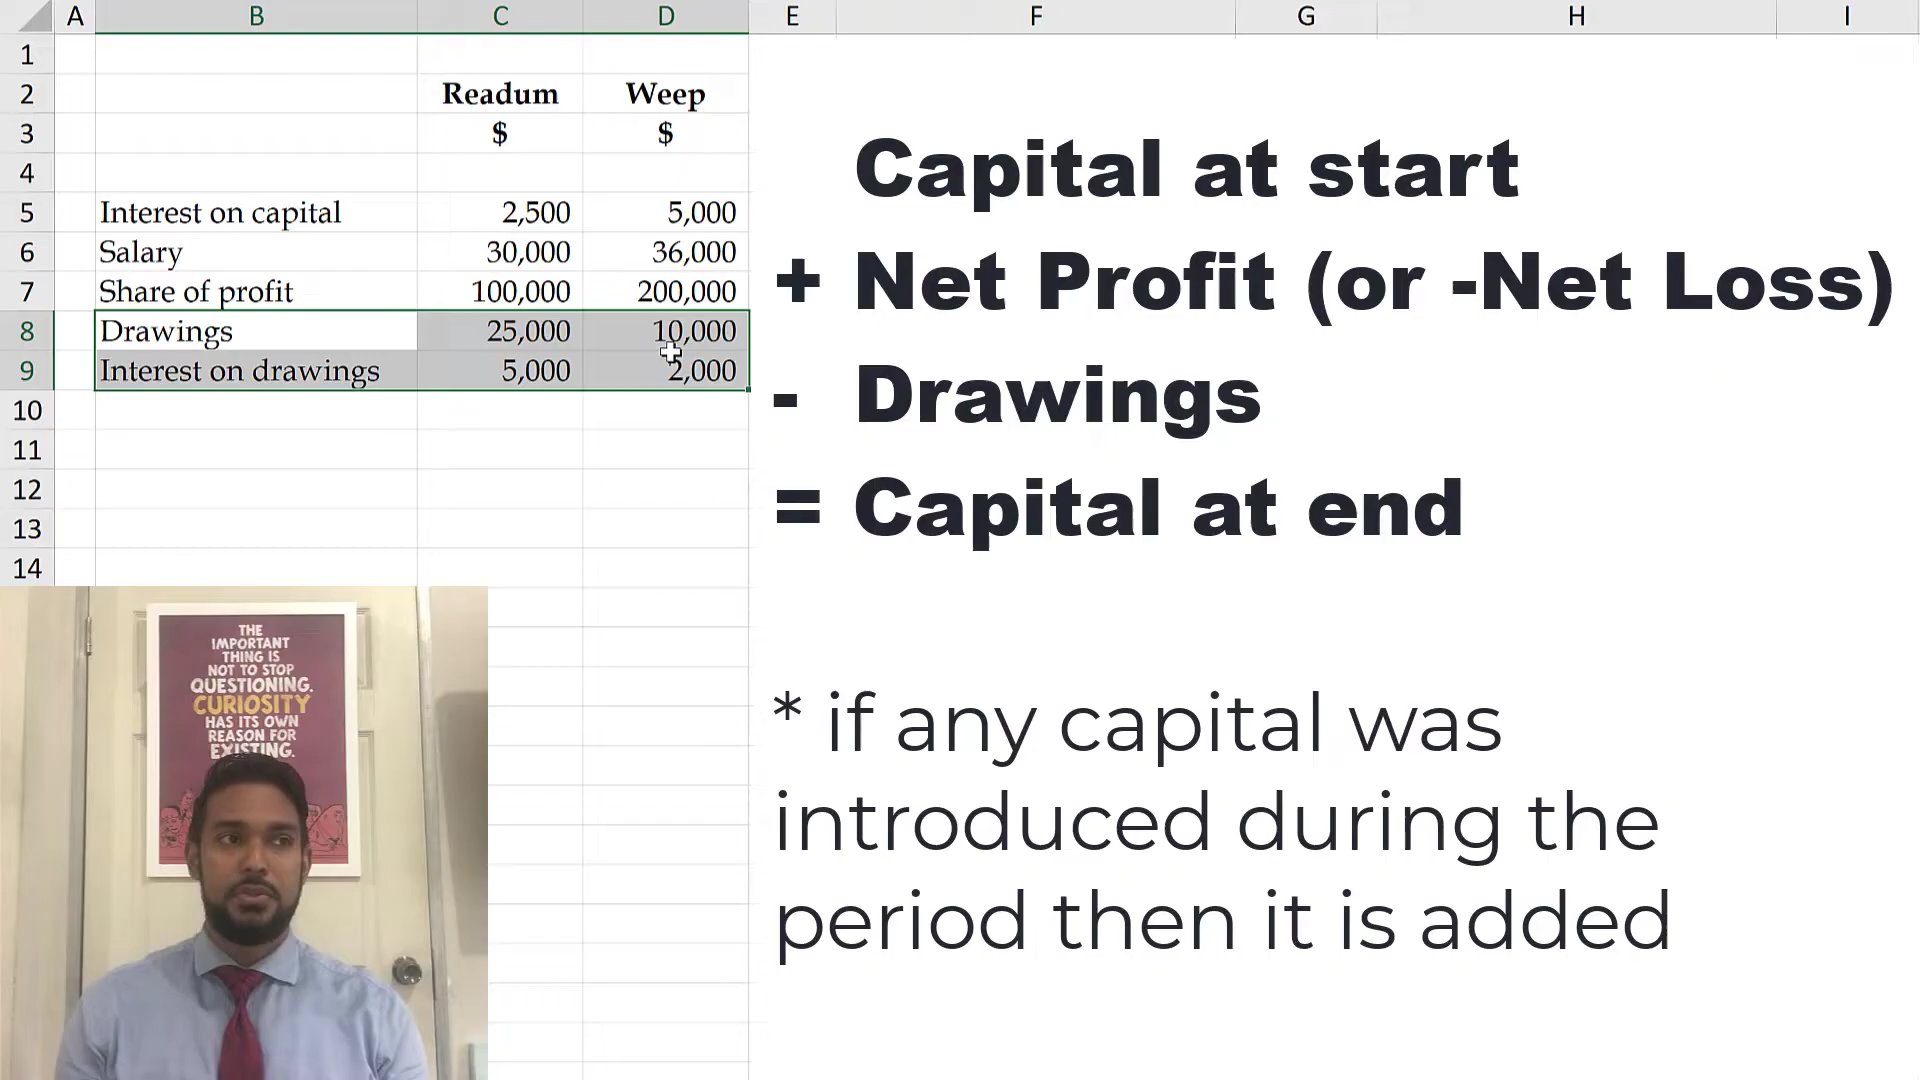 A B C D E F G H I
1
2 Readum Weep
3 $ $
4
5 Interest on capital 2,500 5,000
6 Salary 30,000 36,000
7 Share of profit 100,000 200,000
8 Drawings 25,000 10,000
9 Interest on drawings 5,000 2,000
10
11
12
13
14
Capital at start
+ Net Profit (or -Net Loss)
- Drawings
= Capital at end
* if any capital was
introduced during the
period then it is added
THE
IMPORTANT
THING IS
NOT TO STOP
QUESTIONING.
CURIOSITY
HAS ITS OWN
REASON FOR
EXISTING.